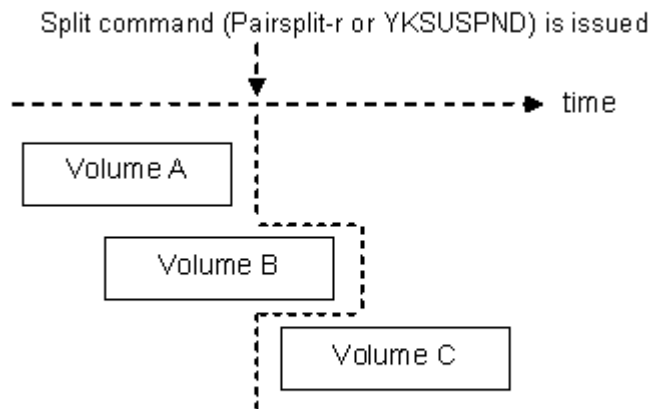 Split command (Pairsplit-r or YKSUSPND) is issued
time
Volume A
Volume B
Volume C